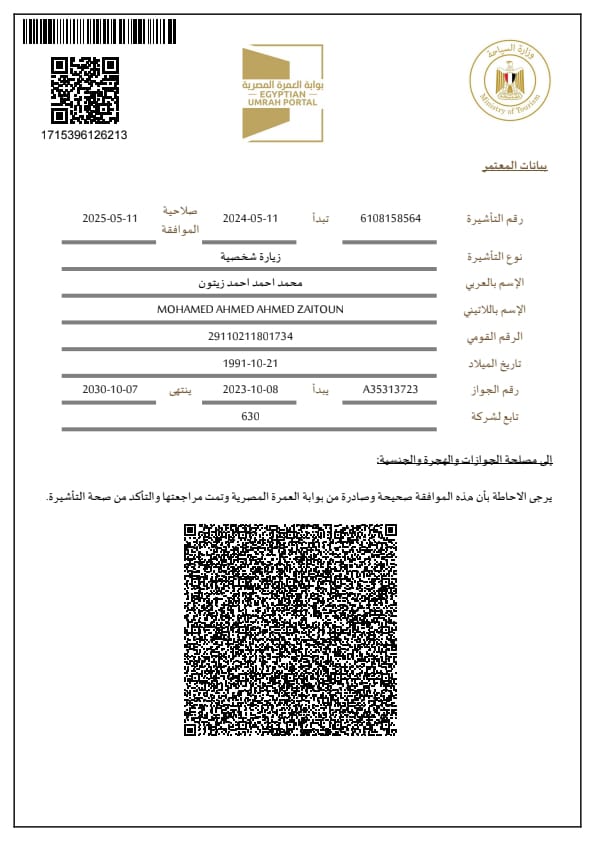 وزارة السياحة
Ministry of Tourism
بوابة العمرة المصرية
EGYPTIAN
UMRAH PORTAL
1715396126213
بيانات المعتمر
رقم التأشيرة 6108158564 تبدأ 2024-05-11 صلاحية الموافقة 2025-05-11
نوع التأشيرة زيارة شخصية
الإسم بالعربي محمد احمد احمد زيتون
الإسم باللاتيني MOHAMED AHMED AHMED ZAITOUN
الرقم القومي 29110211801734
تاريخ الميلاد 1991-10-21
رقم الجواز A35313723 يبدأ 2023-10-08 ينتهى 2030-10-07
تابع لشركة 630
إلى مصلحة الجوازات والهجرة والجنسية:
يرجى الاحاطة بأن هذه الموافقة صحيحة وصادرة من بوابة العمرة المصرية وتمت مراجعتها والتأكد من صحة التأشيرة.